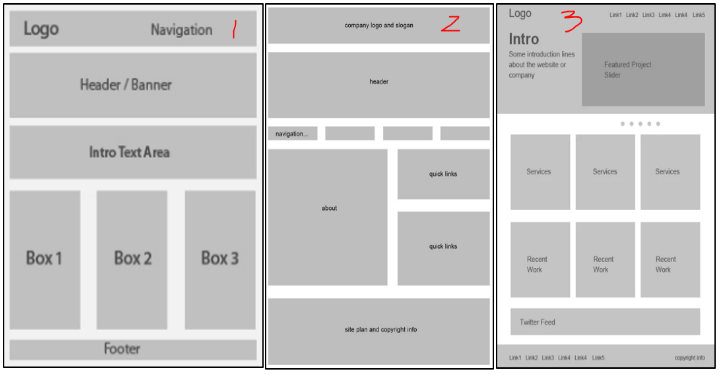 Logo
Navigation
1
Header / Banner
Intro Text Area
Box 1
Box 2
Box 3
Footer
company logo and slogan
2
header
navigation...
about
quick links
quick links
site plan and copyright info
Logo
3
Link1 Link2 Link3 Link4 Link4 Link5
Intro
Some introduction lines
about the website or
company
Featured Project
Slider
Services
Services
Services
Recent
Work
Recent
Work
Recent
Work
Twitter Feed
Link1 Link2 Link3 Link4 Link4 Link5
copyright info